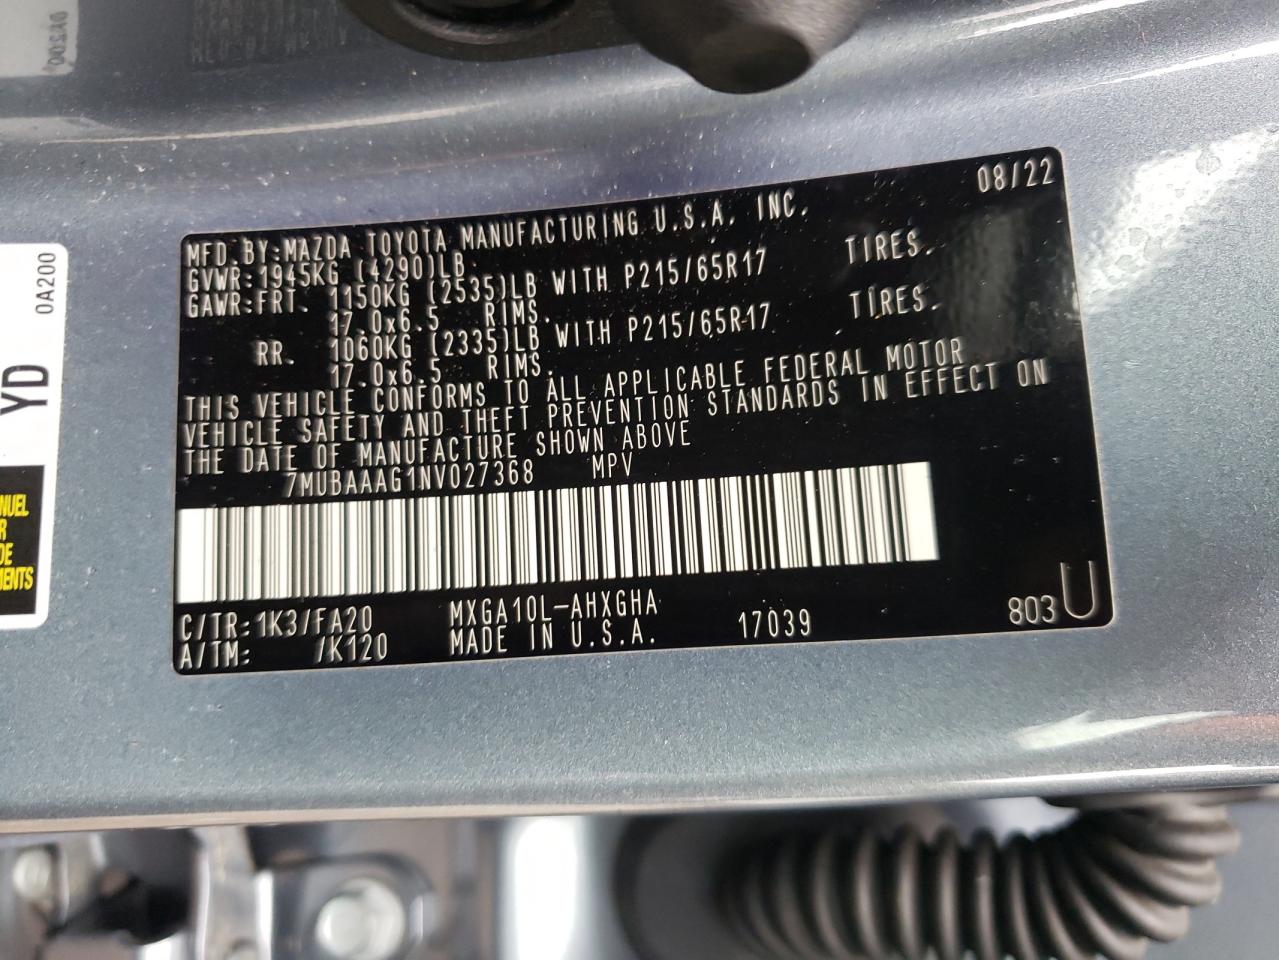 08/22
MFD.BY:MAZDA TOYOTA MANUFACTURING U.S.A. INC.
GVWR:1945KG (4290)LB
GAWR:FRT. 1150KG (2535)LB WITH P215/65R17 TIRES.
17.0x6.5 RIMS.
RR. 1060KG (2335)LB WITH P215/65R17 TIRES.
17.0x6.5 RIMS.
THIS VEHICLE CONFORMS TO ALL APPLICABLE FEDERAL MOTOR
VEHICLE SAFETY AND THEFT PREVENTION STANDARDS IN EFFECT ON
THE DATE OF MANUFACTURE SHOWN ABOVE
7MUBAAAG1NV027368 MPV
C/TR:1K3/FA20 MXGA10L-AHXGHA
A/TM: /K120 MADE IN U.S.A. 17039 803U
0A200
YD
NUEL
R
DE
MENTS